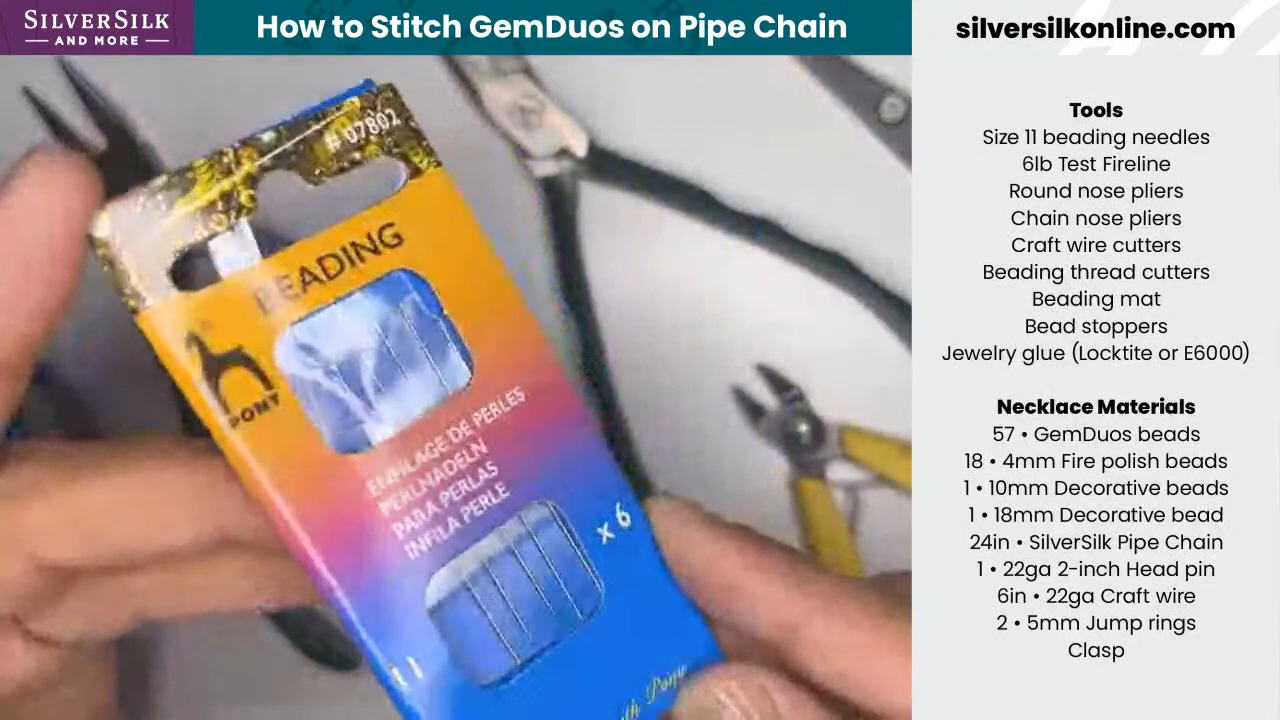 SILVERSILK
AND MORE
How to Stitch GemDuos on Pipe Chain
silversilkonline.com
# 07802
BEADING
PONY
ENFILAGE DE PERLES
PERLNADELN
PARA PERLAS
INFILA PERLE
x 6
11
Pony
Tools
Size 11 beading needles
6lb Test Fireline
Round nose pliers
Chain nose pliers
Craft wire cutters
Beading thread cutters
Beading mat
Bead stoppers
Jewelry glue (Locktite or E6000)
Necklace Materials
57 • GemDuos beads
18 • 4mm Fire polish beads
1 • 10mm Decorative beads
1 • 18mm Decorative bead
24in • SilverSilk Pipe Chain
1 • 22ga 2-inch Head pin
6in • 22ga Craft wire
2 • 5mm Jump rings
Clasp